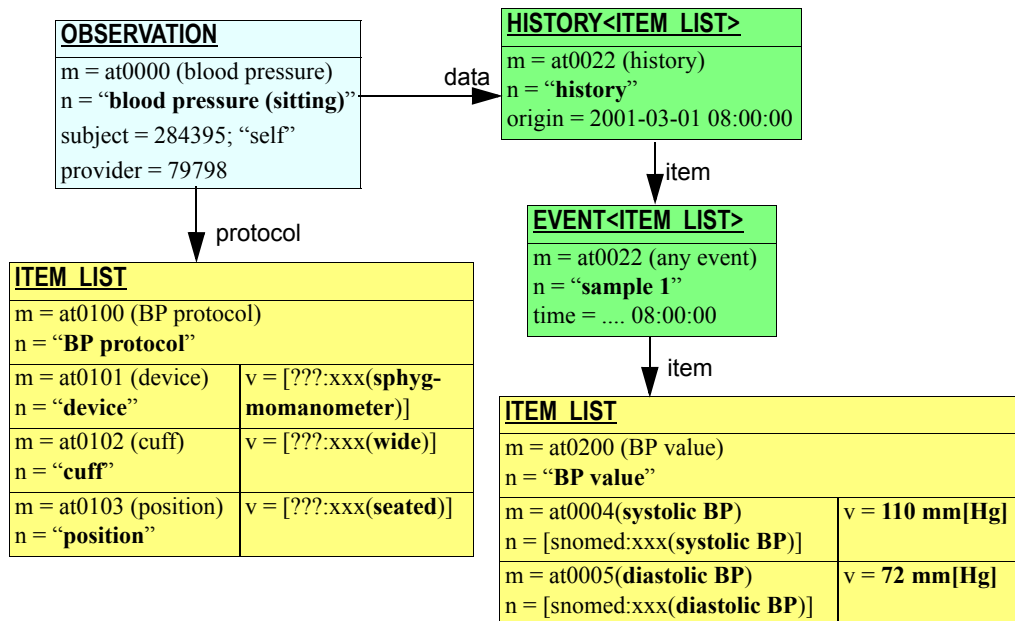 OBSERVATION
m = at0000 (blood pressure)
n = “blood pressure (sitting)”
subject = 284395; “self”
provider = 79798
data
HISTORY<ITEM_LIST>
m = at0022 (history)
n = “history”
origin = 2001-03-01 08:00:00
item
EVENT<ITEM_LIST>
m = at0022 (any event)
n = “sample 1”
time = .... 08:00:00
item
protocol
ITEM_LIST
m = at0100 (BP protocol)
n = “BP protocol”
m = at0101 (device)
n = “device”
v = [???:xxx(sphyg-
momanometer)]
m = at0102 (cuff)
n = “cuff”
v = [???:xxx(wide)]
m = at0103 (position)
n = “position”
v = [???:xxx(seated)]
ITEM_LIST
m = at0200 (BP value)
n = “BP value”
m = at0004(systolic BP)
n = [snomed:xxx(systolic BP)]
v = 110 mm[Hg]
m = at0005(diastolic BP)
n = [snomed:xxx(diastolic BP)]
v = 72 mm[Hg]